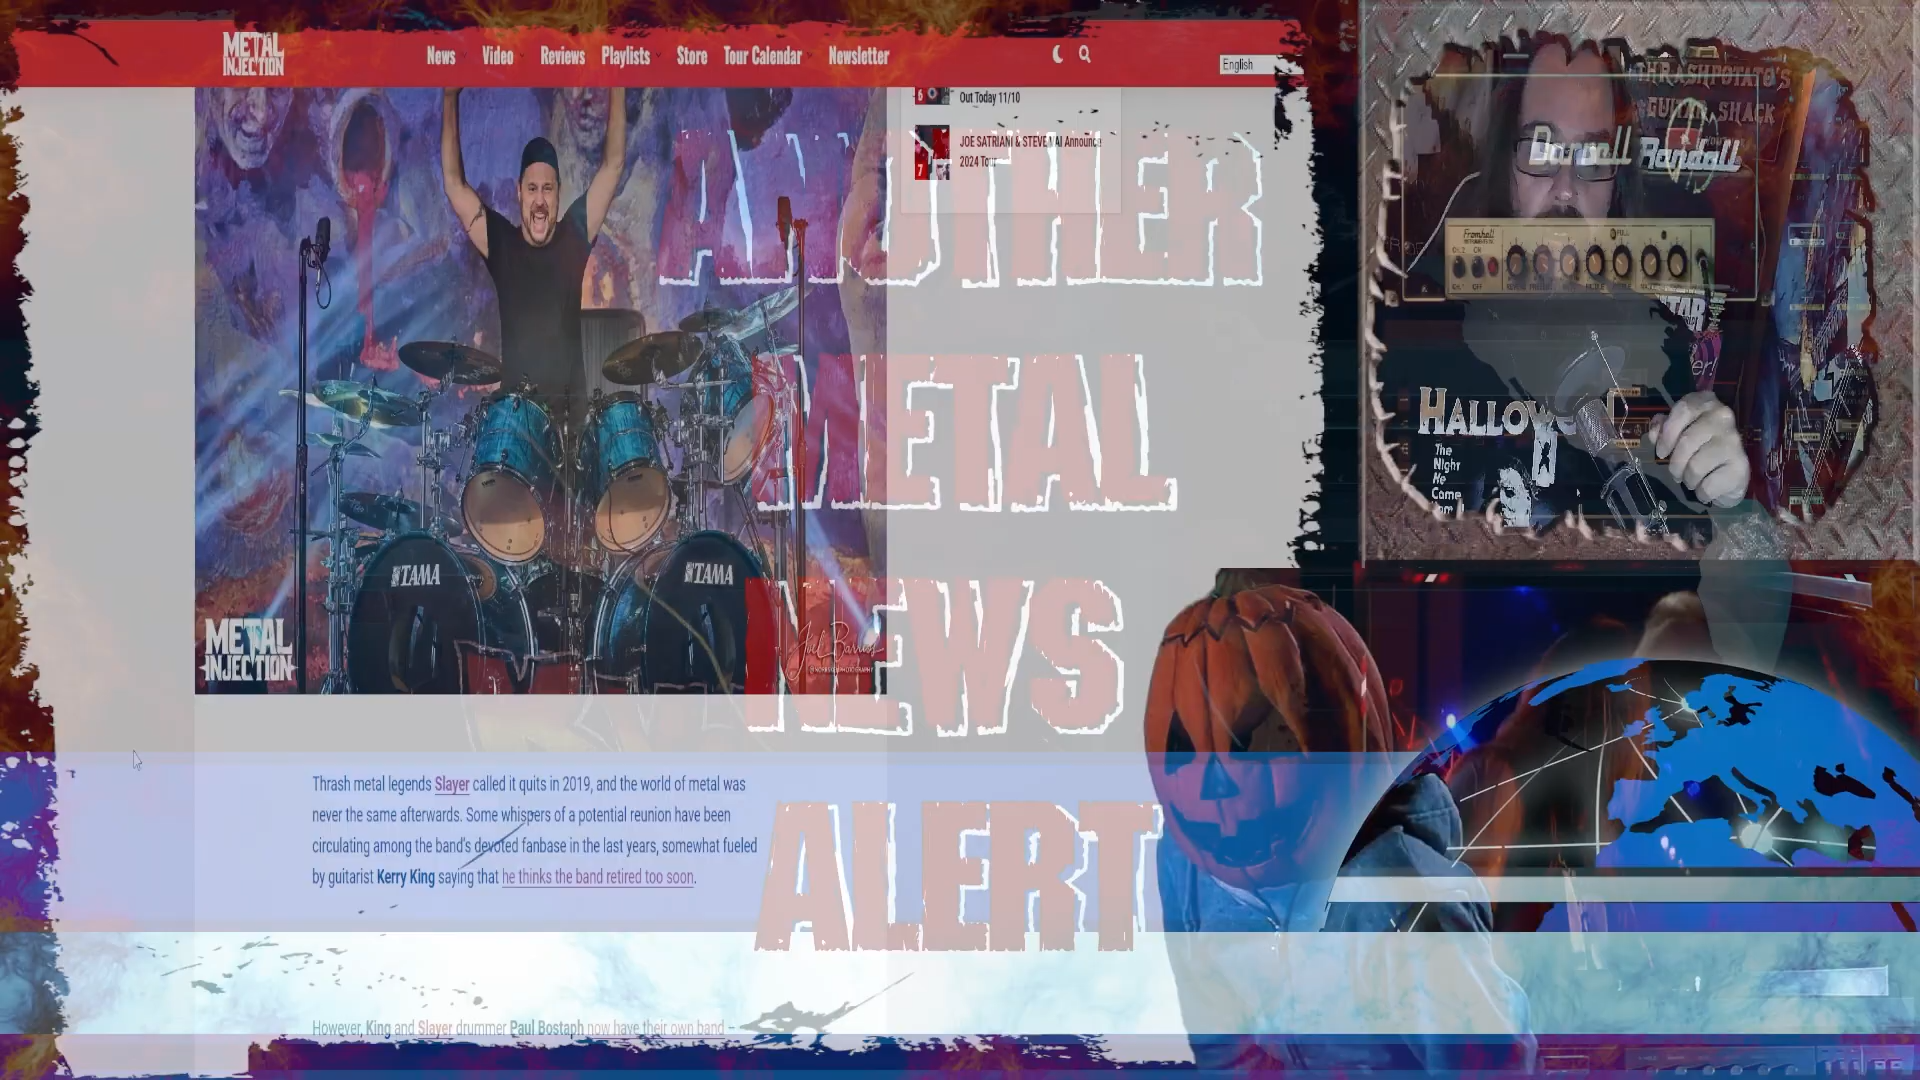 METAL
INJECTION
News Video Reviews Playlists Store Tour Calendar Newsletter
English
6 Out Today 11/10
7 JOE SATRIANI & STEVE VAI Announce
2024 Tour
ANOTHER
METAL
NEWS
ALERT
TAMA
TAMA
METAL
INJECTION
Joel Barrios
Thrash metal legends Slayer called it quits in 2019, and the world of metal was
never the same afterwards. Some whispers of a potential reunion have been
circulating among the band's devoted fanbase in the last years, somewhat fueled
by guitarist Kerry King saying that he thinks the band retired too soon.
However, King and Slayer drummer Paul Bostaph now have their own band –
THRASHPOTATO'S
GUITAR SHACK
Randall
HALLOWEEN
The
Night
He
Came